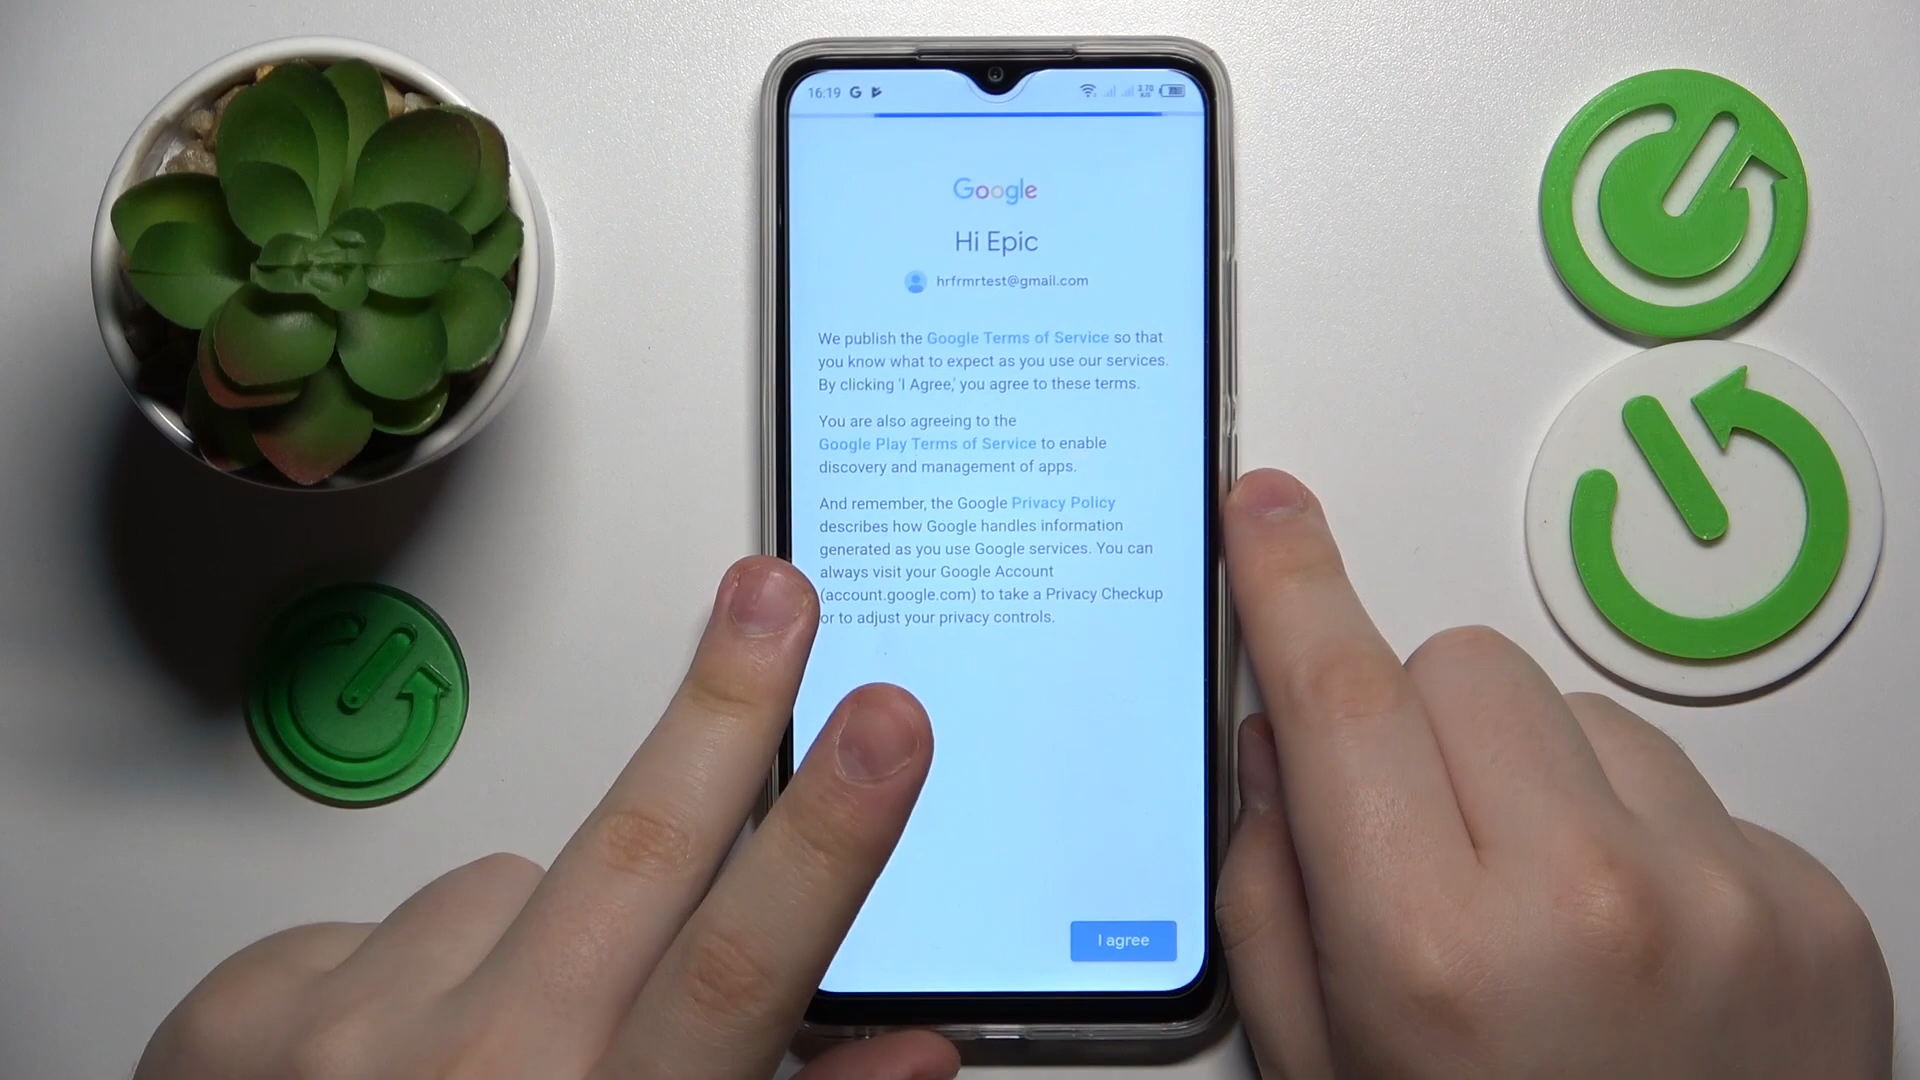 16:19 G
3.70
K/S
Google
Hi Epic
hrfrmrtest@gmail.com
We publish the Google Terms of Service so that
you know what to expect as you use our services.
By clicking 'I Agree,' you agree to these terms.
You are also agreeing to the
Google Play Terms of Service to enable
discovery and management of apps.
And remember, the Google Privacy Policy
describes how Google handles information
generated as you use Google services. You can
always visit your Google Account
(account.google.com) to take a Privacy Checkup
or to adjust your privacy controls.
I agree